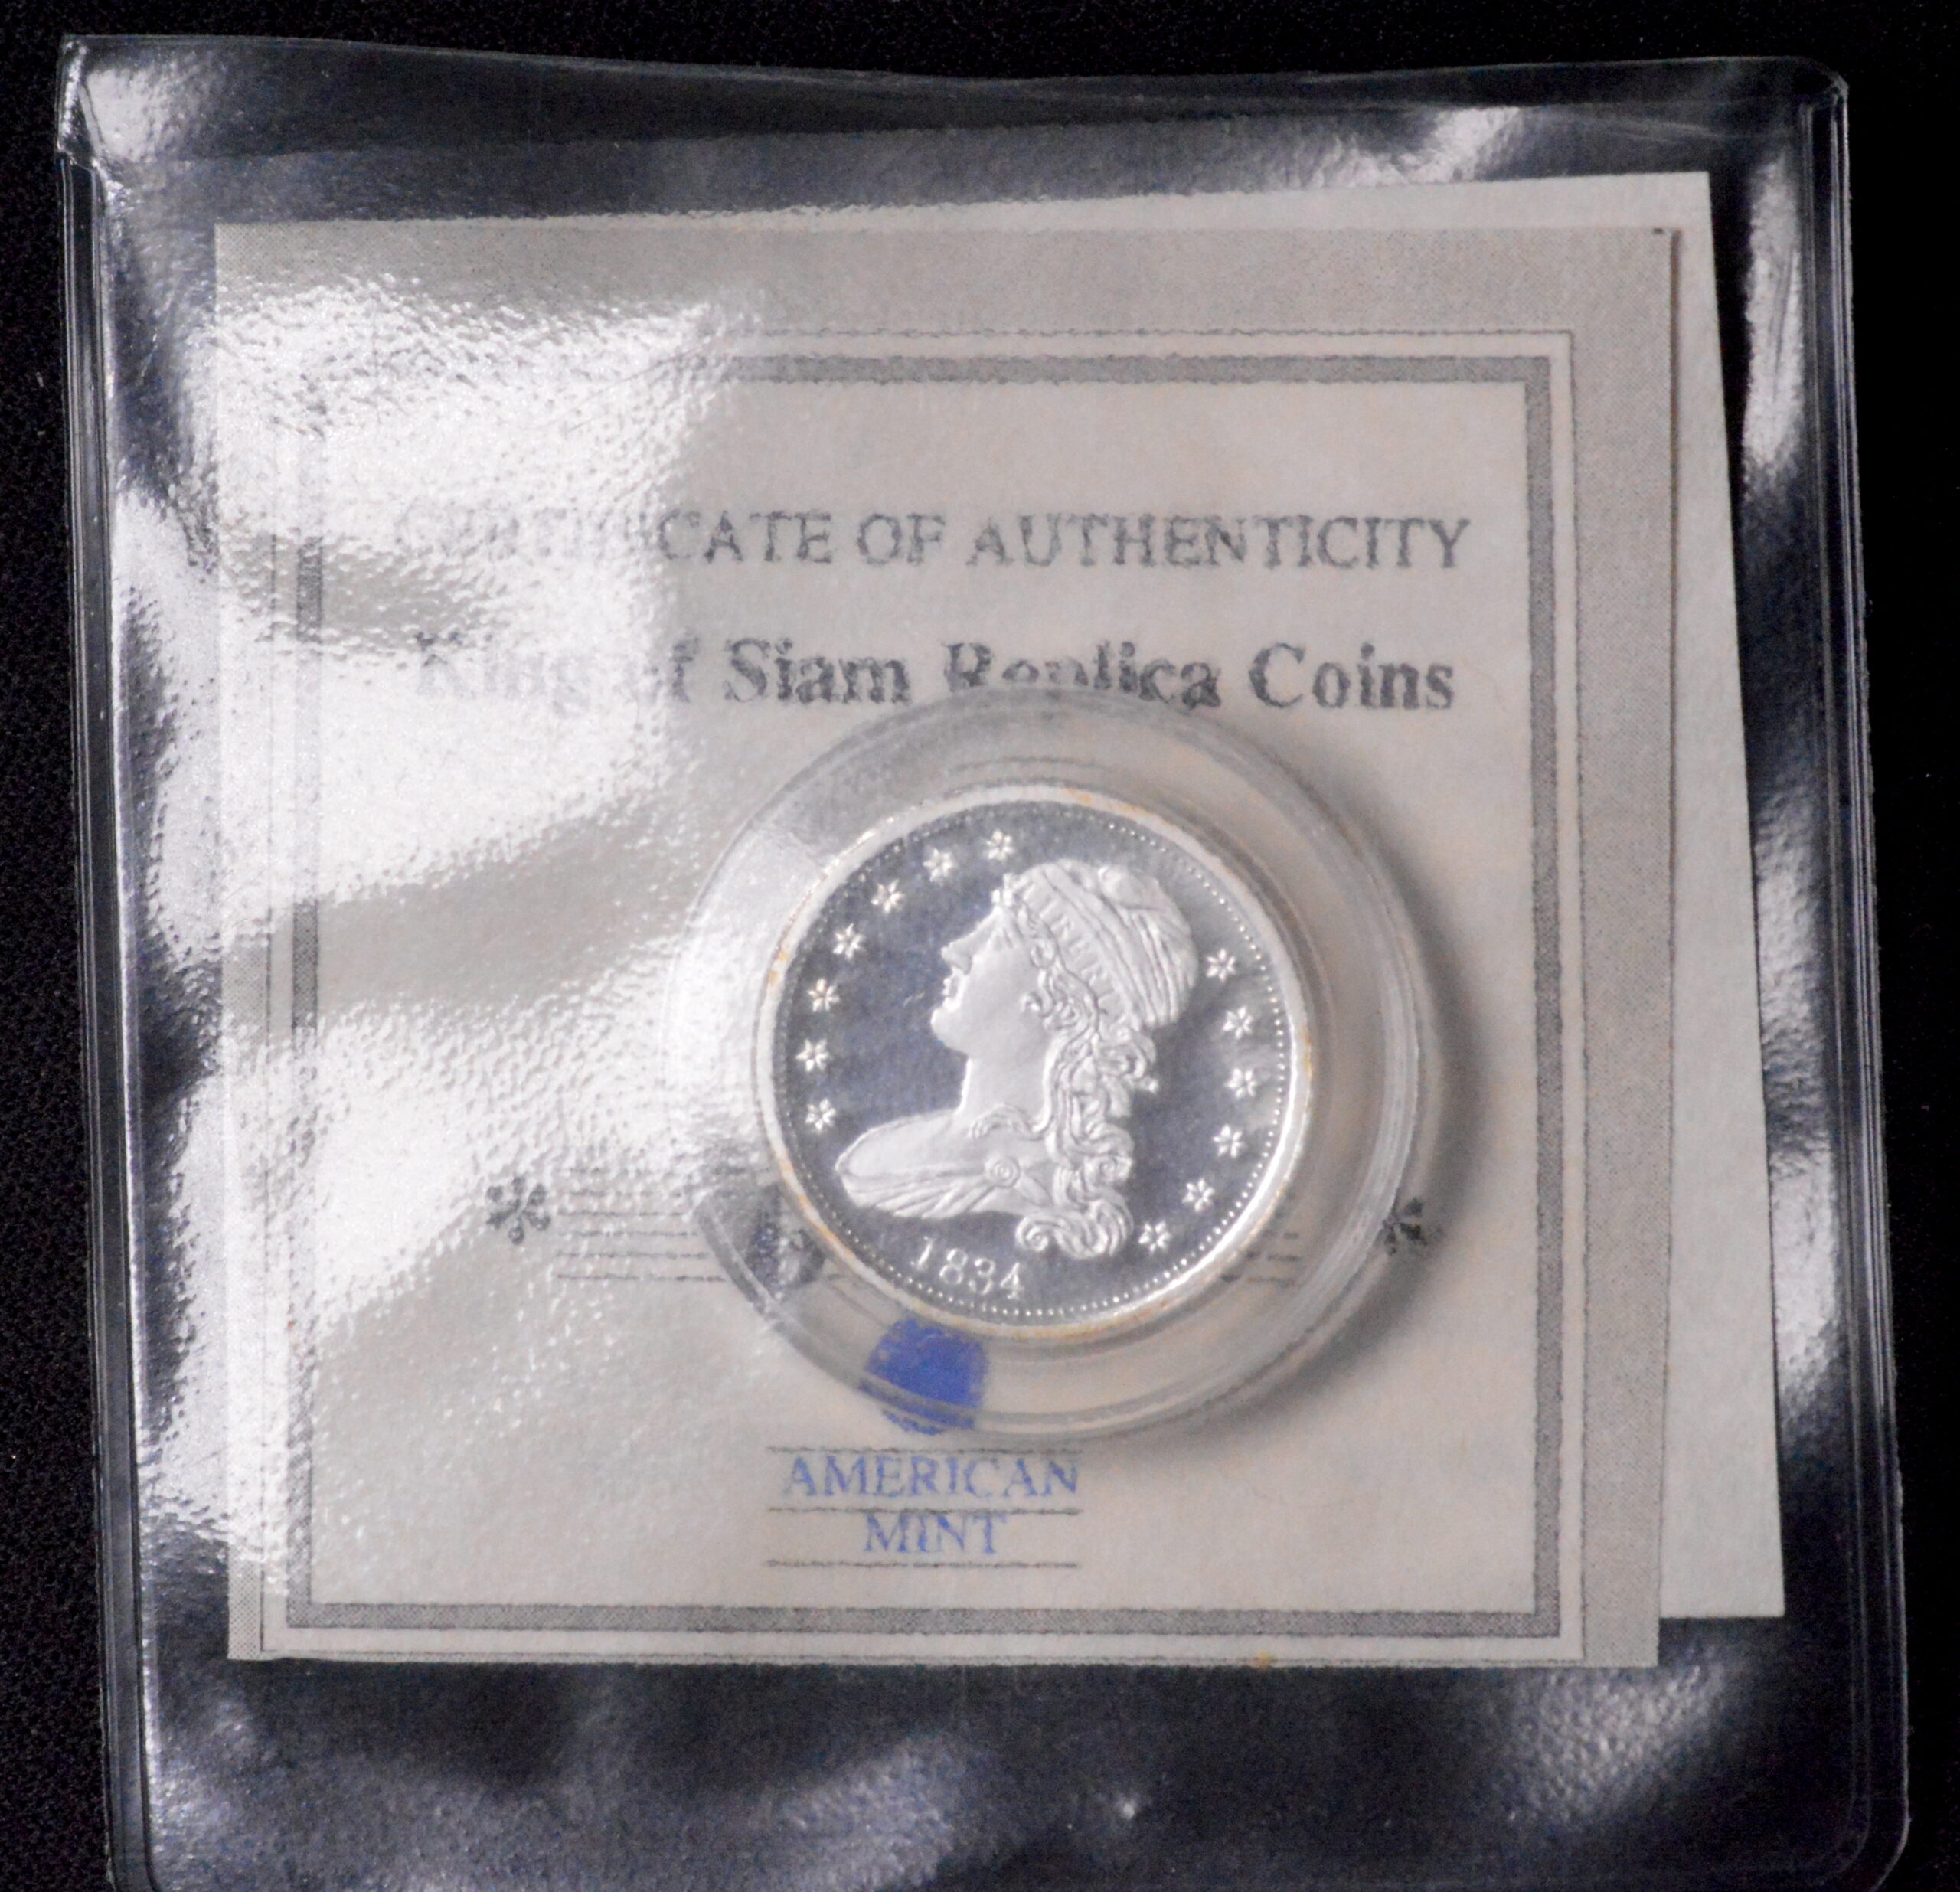 CERTIFICATE OF AUTHENTICITY
King of Siam Replica Coins
1834
AMERICAN
MINT